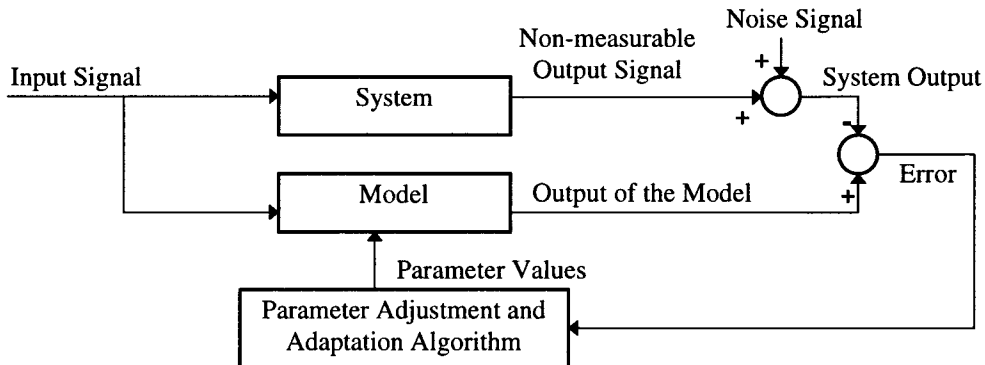 Noise Signal
Non-measurable
Output Signal
Input Signal
System
+
+
System Output
-
Error
Model
Output of the Model
+
Parameter Values
Parameter Adjustment and
Adaptation Algorithm